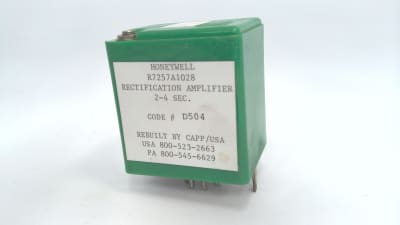 HONEYWELL
R7257A1028
RECTIFICATION AMPLIFIER
2-4 SEC.
CODE # D504
REBUILT BY CAPP/USA
USA 800-523-2663
PA 800-545-6629